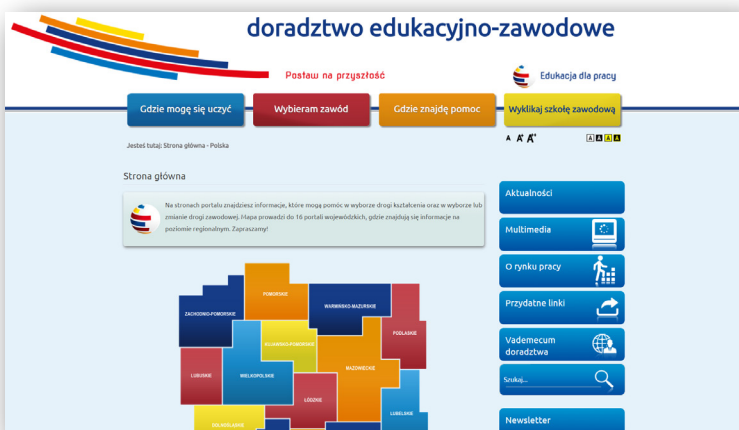 doradztwo edukacyjno-zawodowe
Postaw na przyszłość
Edukacja dla pracy
Gdzie mogę się uczyć
Wybieram zawód
Gdzie znajdę pomoc
Wyklikaj szkołę zawodową
Jesteś tutaj: Strona główna - Polska
A A+ A++
A A A A
Strona główna
Na stronach portalu znajdziesz informacje, które mogą pomóc w wyborze drogi kształcenia oraz w wyborze lub
zmianie drogi zawodowej. Mapa prowadzi do 16 portali wojewódzkich, gdzie znajdują się informacje na
poziomie regionalnym. Zapraszamy!
Aktualności
Multimedia
O rynku pracy
Przydatne linki
Vademecum
doradztwa
Szukaj...
Newsletter
POMORSKIE
ZACHODNIO-POMORSKIE
WARMIŃSKO-MAZURSKIE
PODLASKIE
KUJAWSKO-POMORSKIE
LUBUSKIE
WIELKOPOLSKIE
MAZOWIECKIE
ŁÓDZKIE
LUBELSKIE
DOLNOŚLĄSKIE